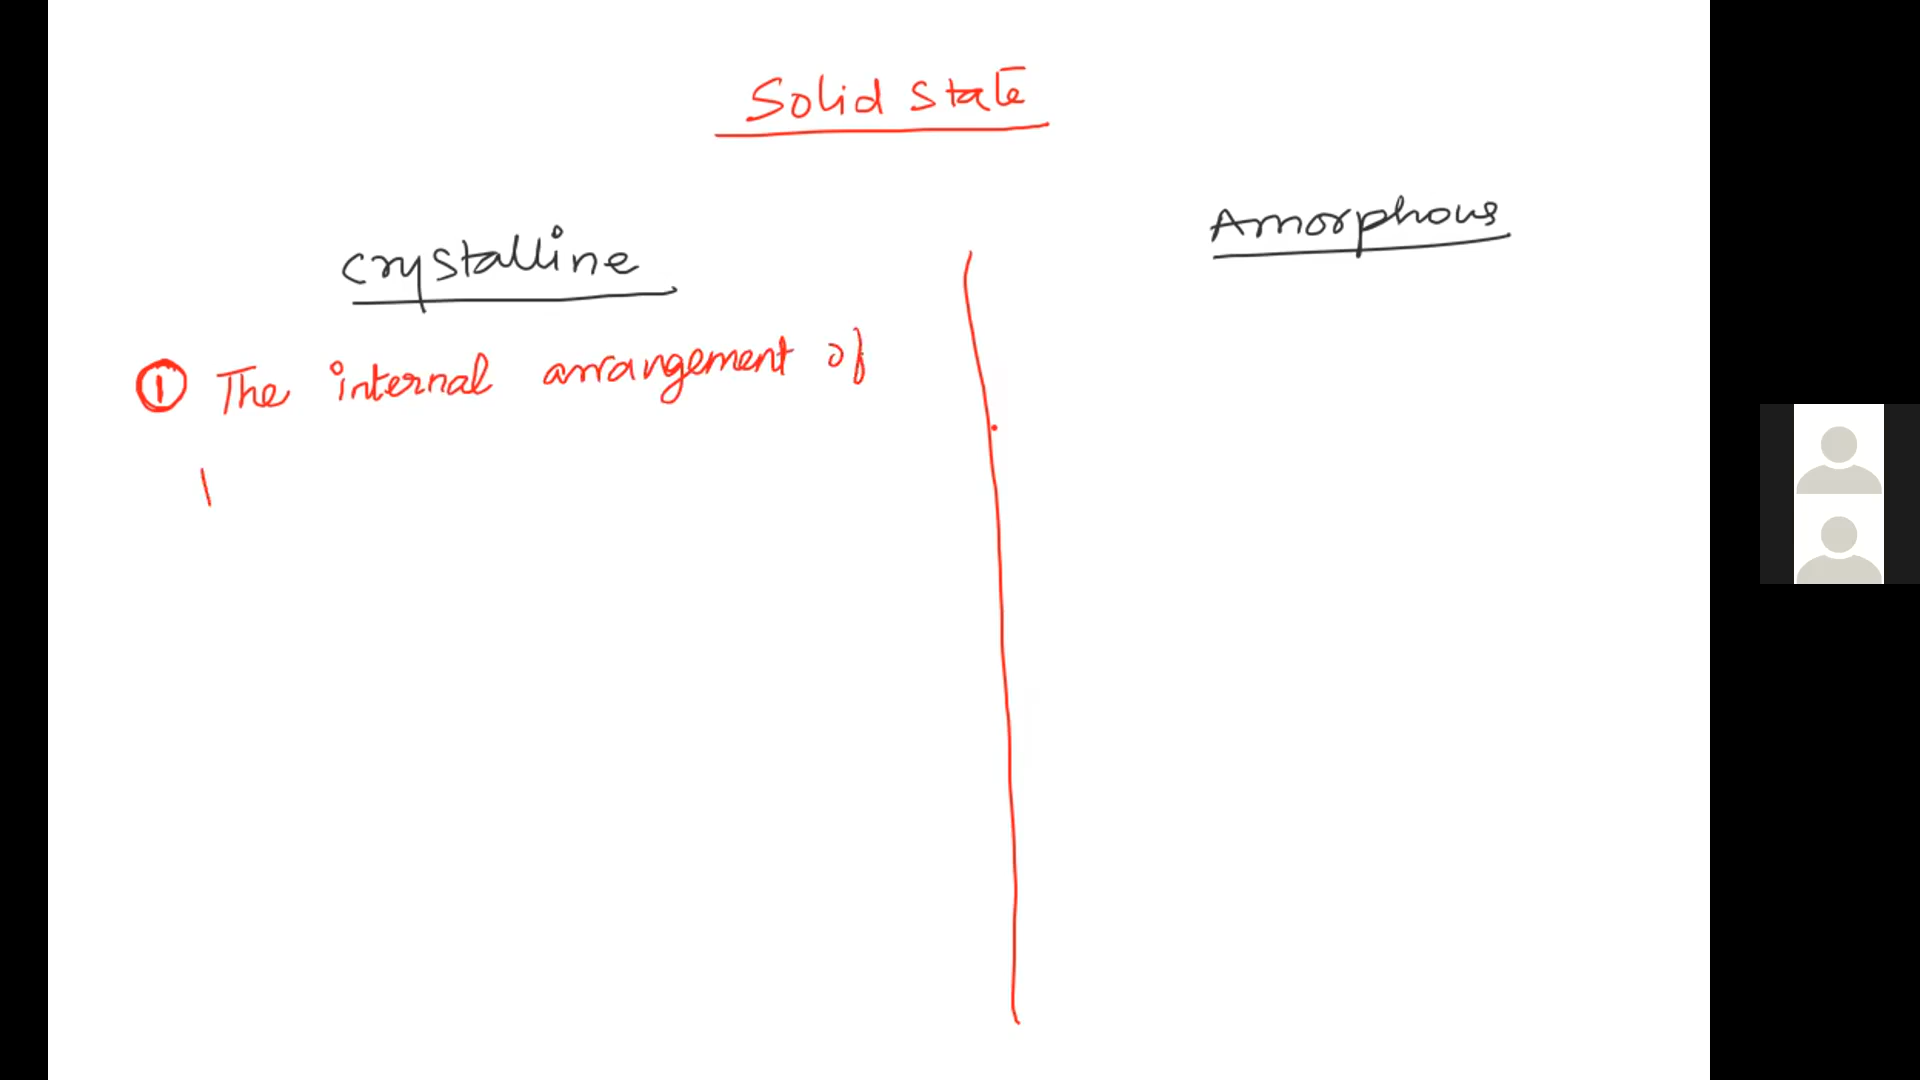 Solid state
Crystalline
Amorphous
① The internal arrangement of